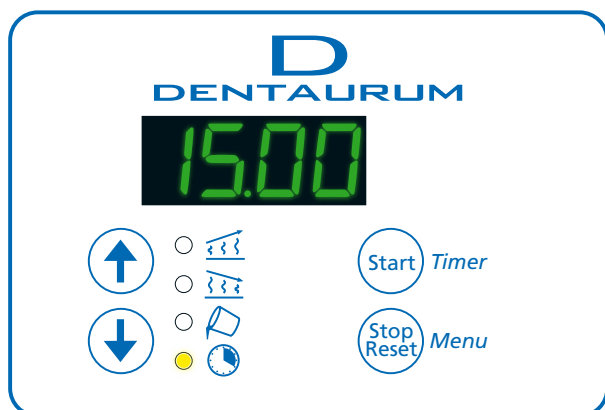 D
DENTAURUM
15.00
Start Timer
Stop
Reset Menu